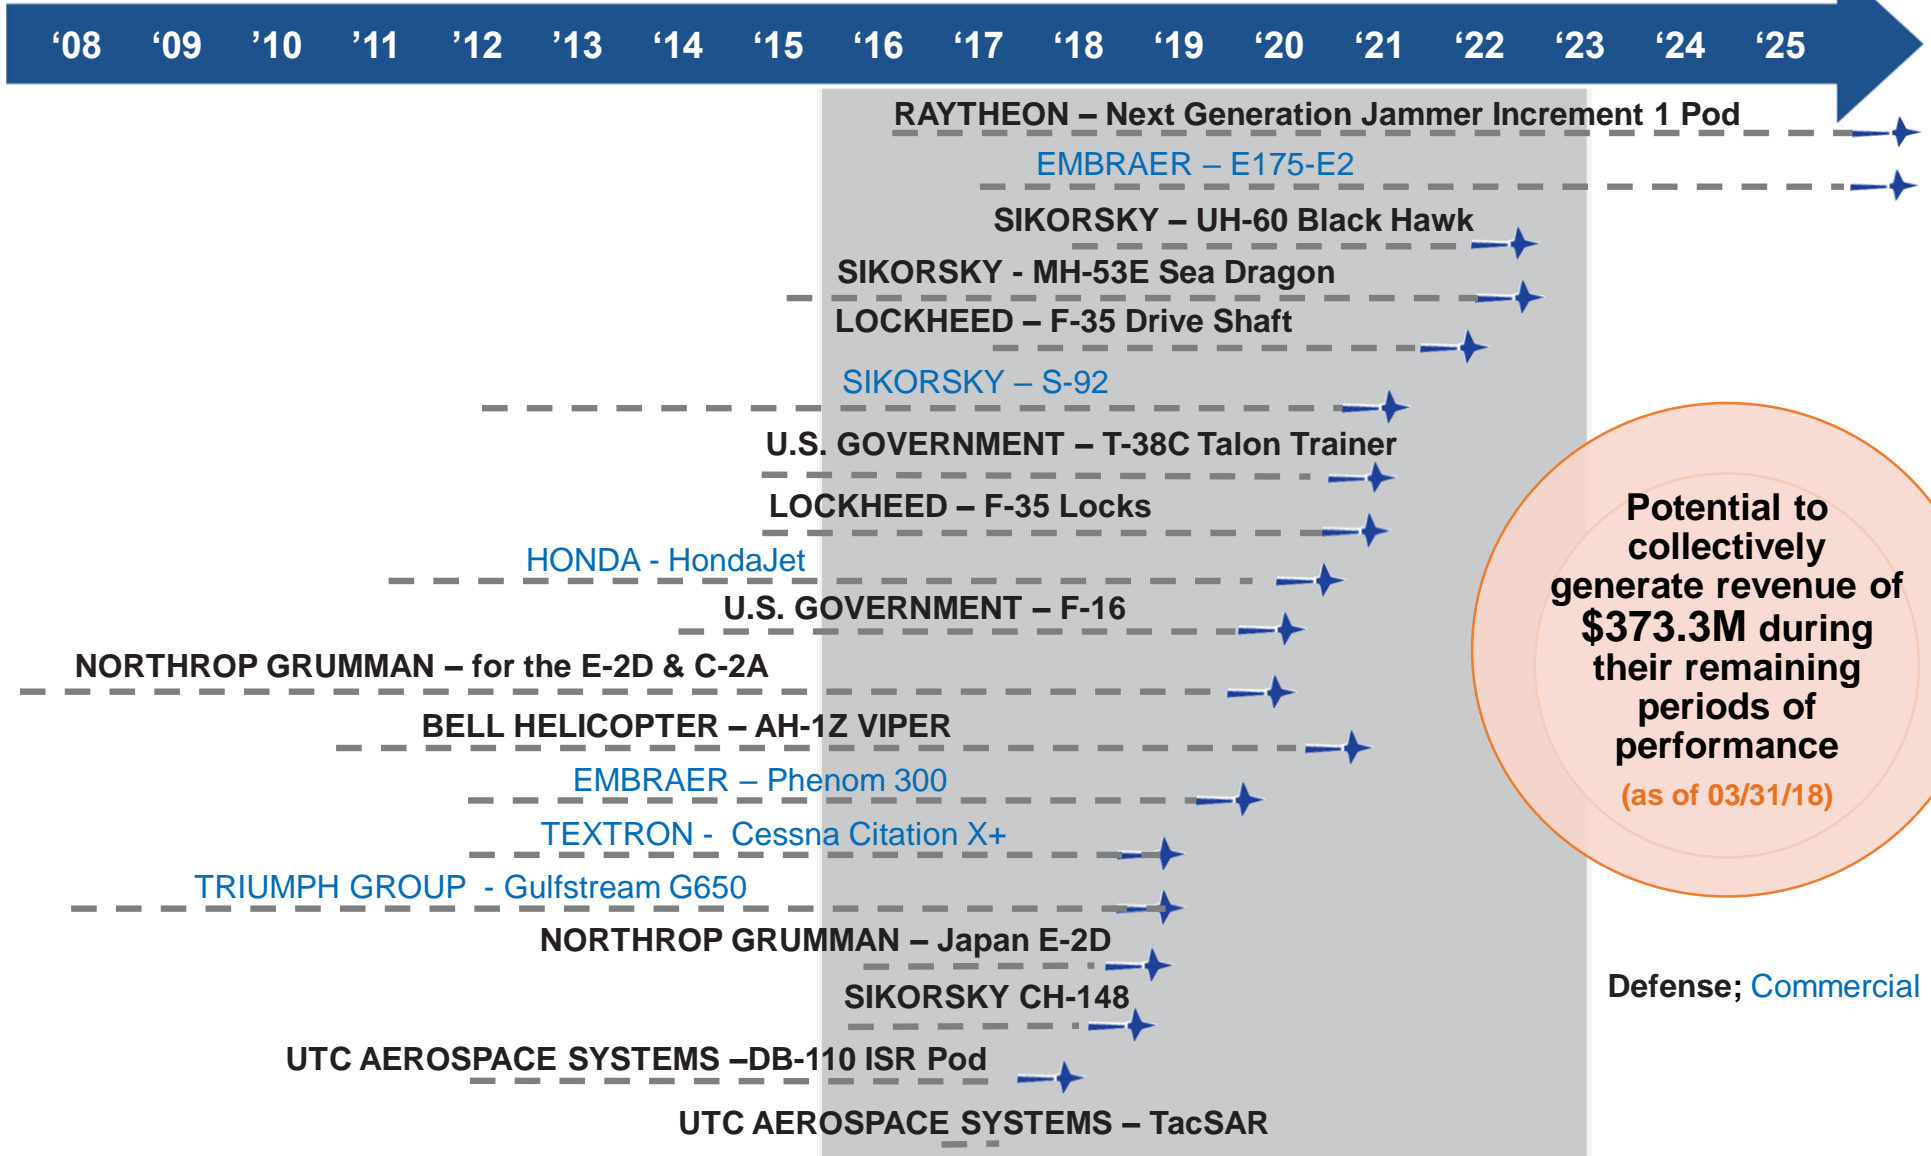 ‘08 ‘09 ’10 ’11 ’12 ’13 ‘14 ‘15 ‘16 ‘17 ‘18 ‘19 ‘20 ‘21 ‘22 ‘23 ‘24 ‘25
RAYTHEON – Next Generation Jammer Increment 1 Pod
EMBRAER – E175-E2
SIKORSKY – UH-60 Black Hawk
SIKORSKY - MH-53E Sea Dragon
LOCKHEED – F-35 Drive Shaft
SIKORSKY – S-92
U.S. GOVERNMENT – T-38C Talon Trainer
LOCKHEED – F-35 Locks
HONDA - HondaJet
U.S. GOVERNMENT – F-16
NORTHROP GRUMMAN – for the E-2D & C-2A
BELL HELICOPTER – AH-1Z VIPER
EMBRAER – Phenom 300
TEXTRON - Cessna Citation X+
TRIUMPH GROUP - Gulfstream G650
NORTHROP GRUMMAN – Japan E-2D
SIKORSKY CH-148
UTC AEROSPACE SYSTEMS –DB-110 ISR Pod
UTC AEROSPACE SYSTEMS – TacSAR
Potential to
collectively
generate revenue of
$373.3M during
their remaining
periods of
performance
(as of 03/31/18)
Defense; Commercial